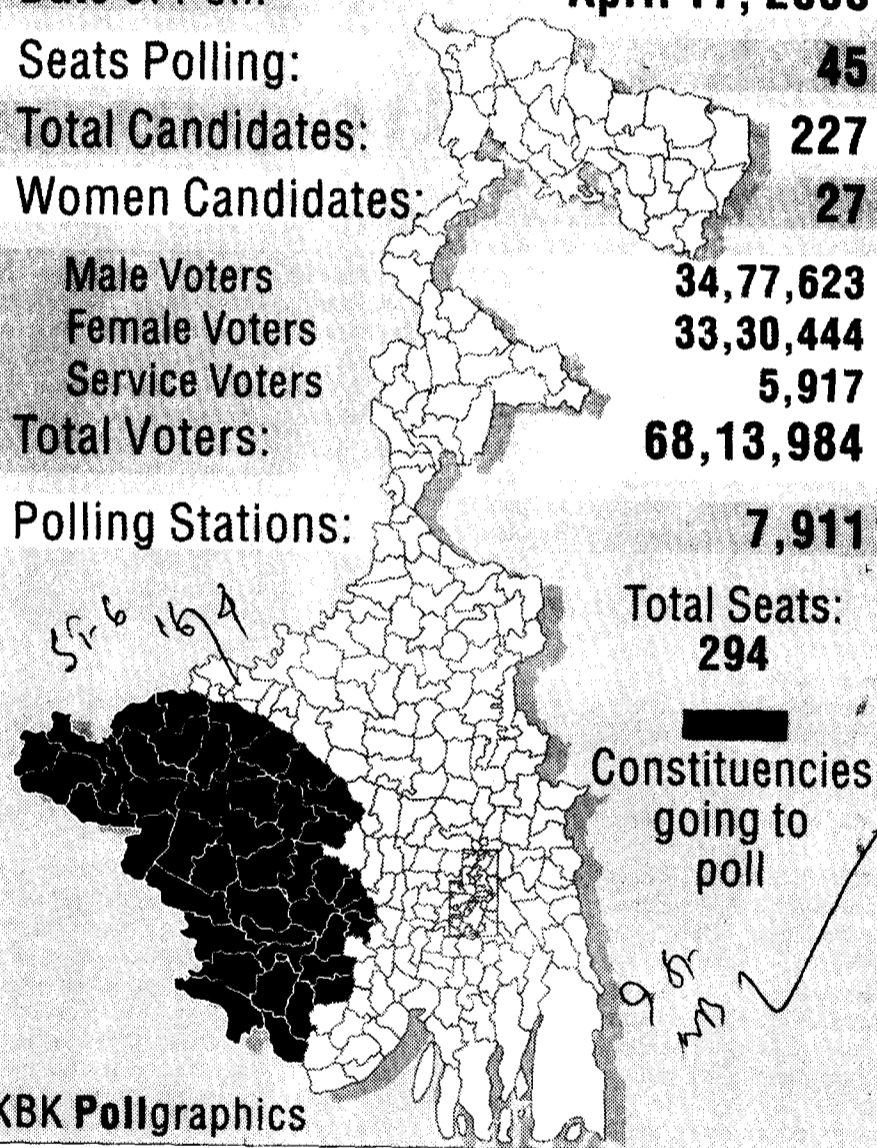 Seats Polling: 45
Total Candidates: 227
Women Candidates: 27
Male Voters 34,77,623
Female Voters 33,30,444
Service Voters 5,917
Total Voters: 68,13,984
Polling Stations: 7,911
Total Seats:
294
Constituencies
going to
poll
KBK Pollgraphics